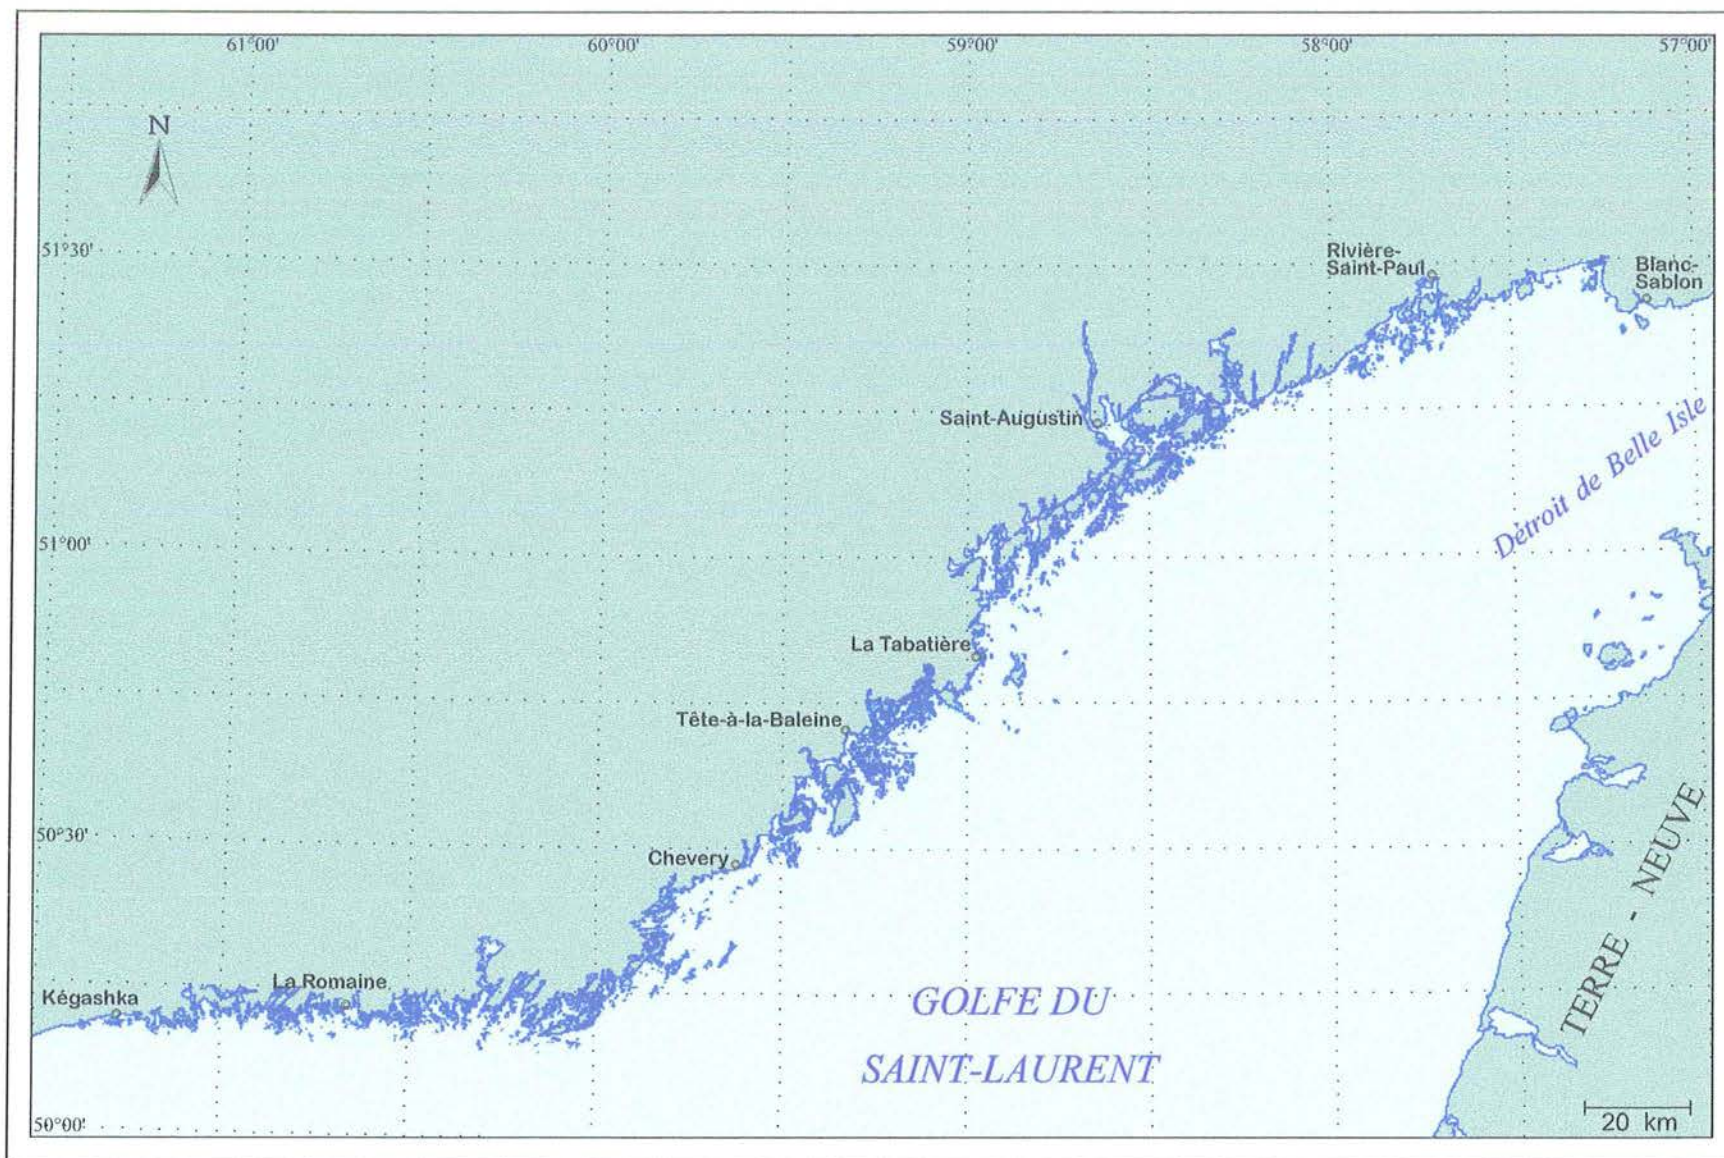 61°00'
60°00'
59°00'
58°00'
57°00'
N
51°30'
Rivière-
Saint-Paul
Blanc-
Sablon
Saint-Augustin
Détroit de Belle Isle
51°00'
La Tabatière
Tête-à-la-Baleine
50°30'
Chevery
TERRE - NEUVE
La Romaine
Kégashka
GOLFE DU
SAINT-LAURENT
50°00'
20 km